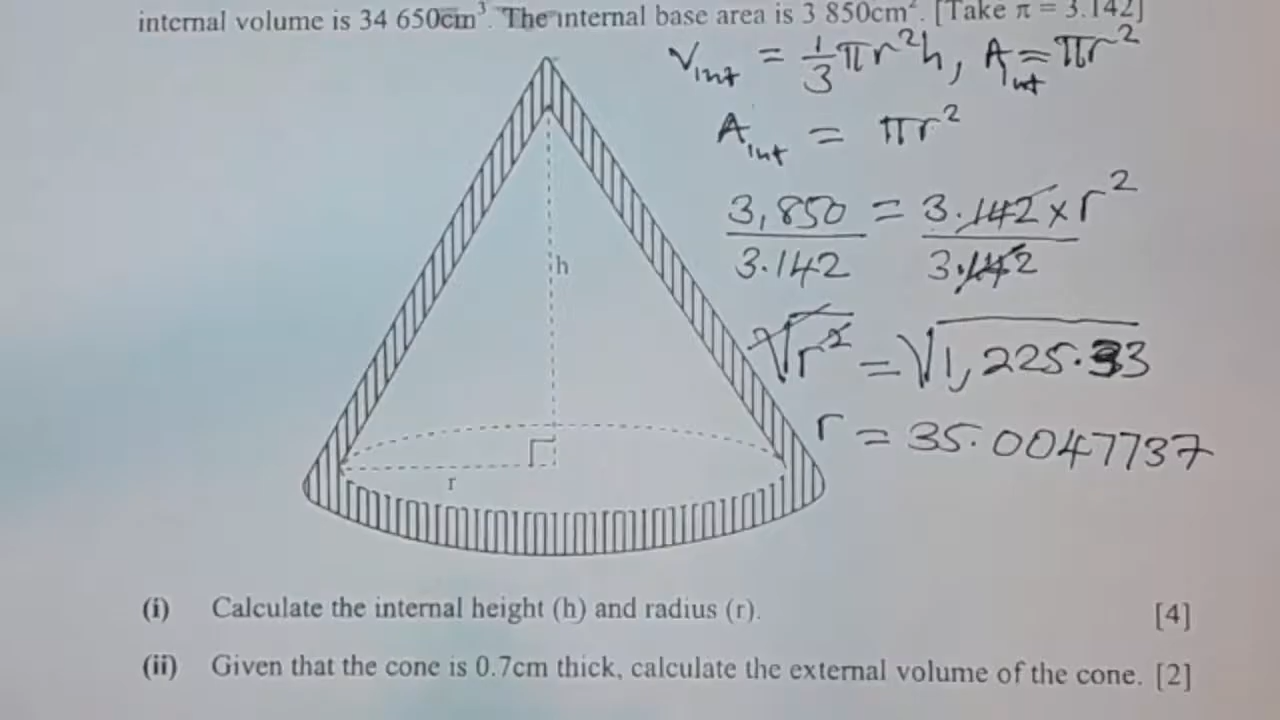 internal volume is 34 650cm³. The internal base area is 3 850cm². [Take π = 3.142]
V_int = 1/3 πr²h, A_int = πr²
A_int = πr²
3,850 / 3.142 = 3.142 × r² / 3.142
√r² = √1,225.33
r = 35.0047737
h
r
(i) Calculate the internal height (h) and radius (r). [4]
(ii) Given that the cone is 0.7cm thick, calculate the external volume of the cone. [2]